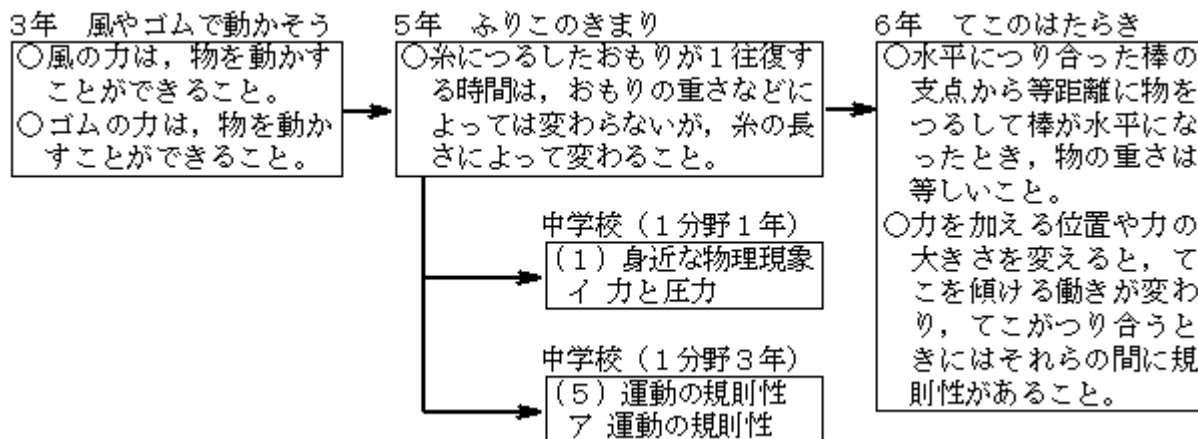 3年 風やゴムで動かそう
○風の力は,物を動かす
ことができること。
○ゴムの力は,物を動か
すことができること。
5年 ふりこのきまり
○糸につるしたおもりが1往復す
る時間は,おもりの重さなどに
よっては変わらないが,糸の長
さによって変わること。
中学校(1分野1年)
(1)身近な物理現象
イ 力と圧力
中学校(1分野3年)
(5)運動の規則性
ア 運動の規則性
6年 てこのはたらき
○水平につり合った棒の
支点から等距離に物を
つるして棒が水平にな
ったとき,物の重さは
等しいこと。
○力を加える位置や力の
大きさを変えると,て
こを傾ける働きが変わ
り,てこがつり合うと
きにはそれらの間に規
則性があること。